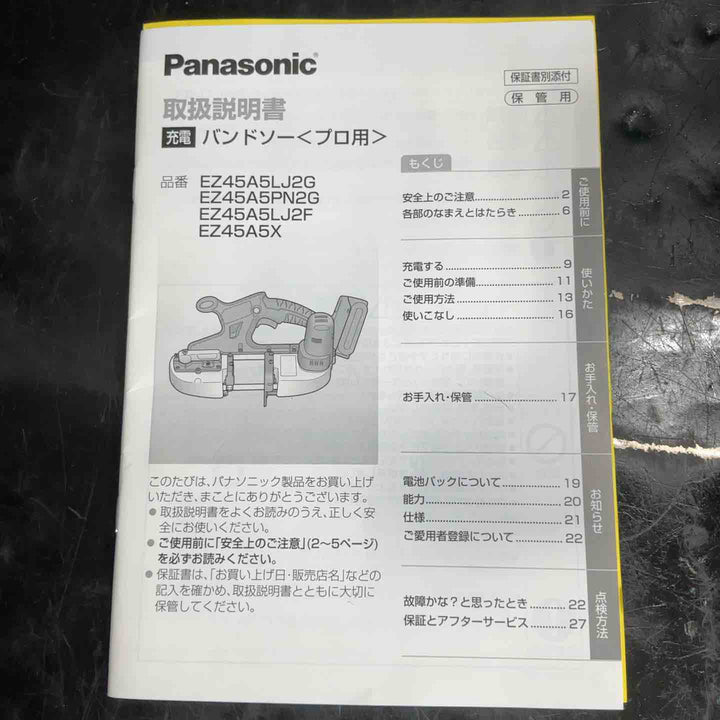 Panasonic
取扱説明書
充電 バンドソー<プロ用>
品番 EZ45A5LJ2G
EZ45A5PN2G
EZ45A5LJ2F
EZ45A5X
このたびは、パナソニック製品をお買い上げ
いただき、まことにありがとうございます。
● 取扱説明書をよくお読みのうえ、正しく安
全にお使いください。
● ご使用前に「安全上のご注意」(2~5ページ)
を必ずお読みください。
● 保証書は、「お買い上げ日・販売店名」などの
記入を確かめ、取扱説明書とともに大切に
保管してください。
保証書別添付
保管用
もくじ
安全上のご注意 2
各部のなまえとはたらき 6
ご使用前に
充電する 9
ご使用前の準備 11
ご使用方法 13
使いこなし 16
使いかた
お手入れ・保管 17
お手入れ・保管
電池パックについて 19
能力 20
仕様 21
ご愛用者登録について 22
お知らせ
故障かな?と思ったとき 22
保証とアフターサービス 27
点検方法